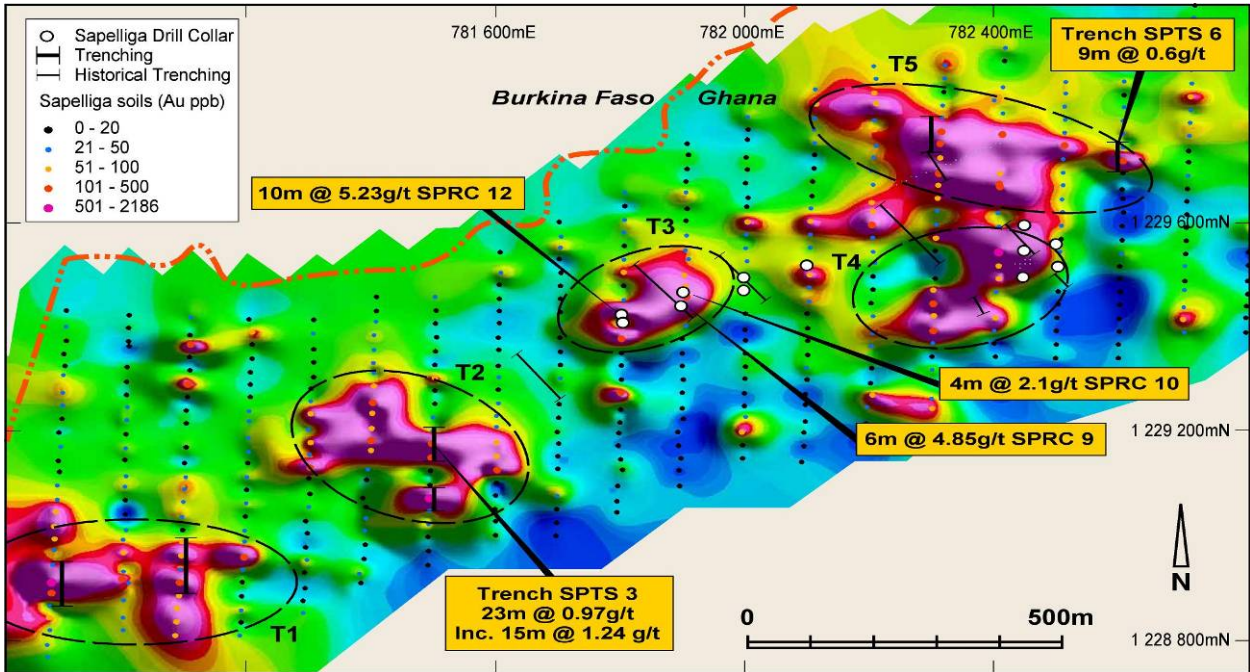 Sapelliga Drill Collar
Trenching
Historical Trenching
Sapelliga soils (Au ppb)
0 - 20
21 - 50
51 - 100
101 - 500
501 - 2186
781 600mE
782 000mE
782 400mE
Trench SPTS 6
9m @ 0.6g/t
T5
Burkina Faso
Ghana
10m @ 5.23g/t SPRC 12
T3
1 229 600mN
T4
T2
4m @ 2.1g/t SPRC 10
6m @ 4.85g/t SPRC 9
1 229 200mN
Trench SPTS 3
23m @ 0.97g/t
Inc. 15m @ 1.24 g/t
T1
0
500m
N
1 228 800mN